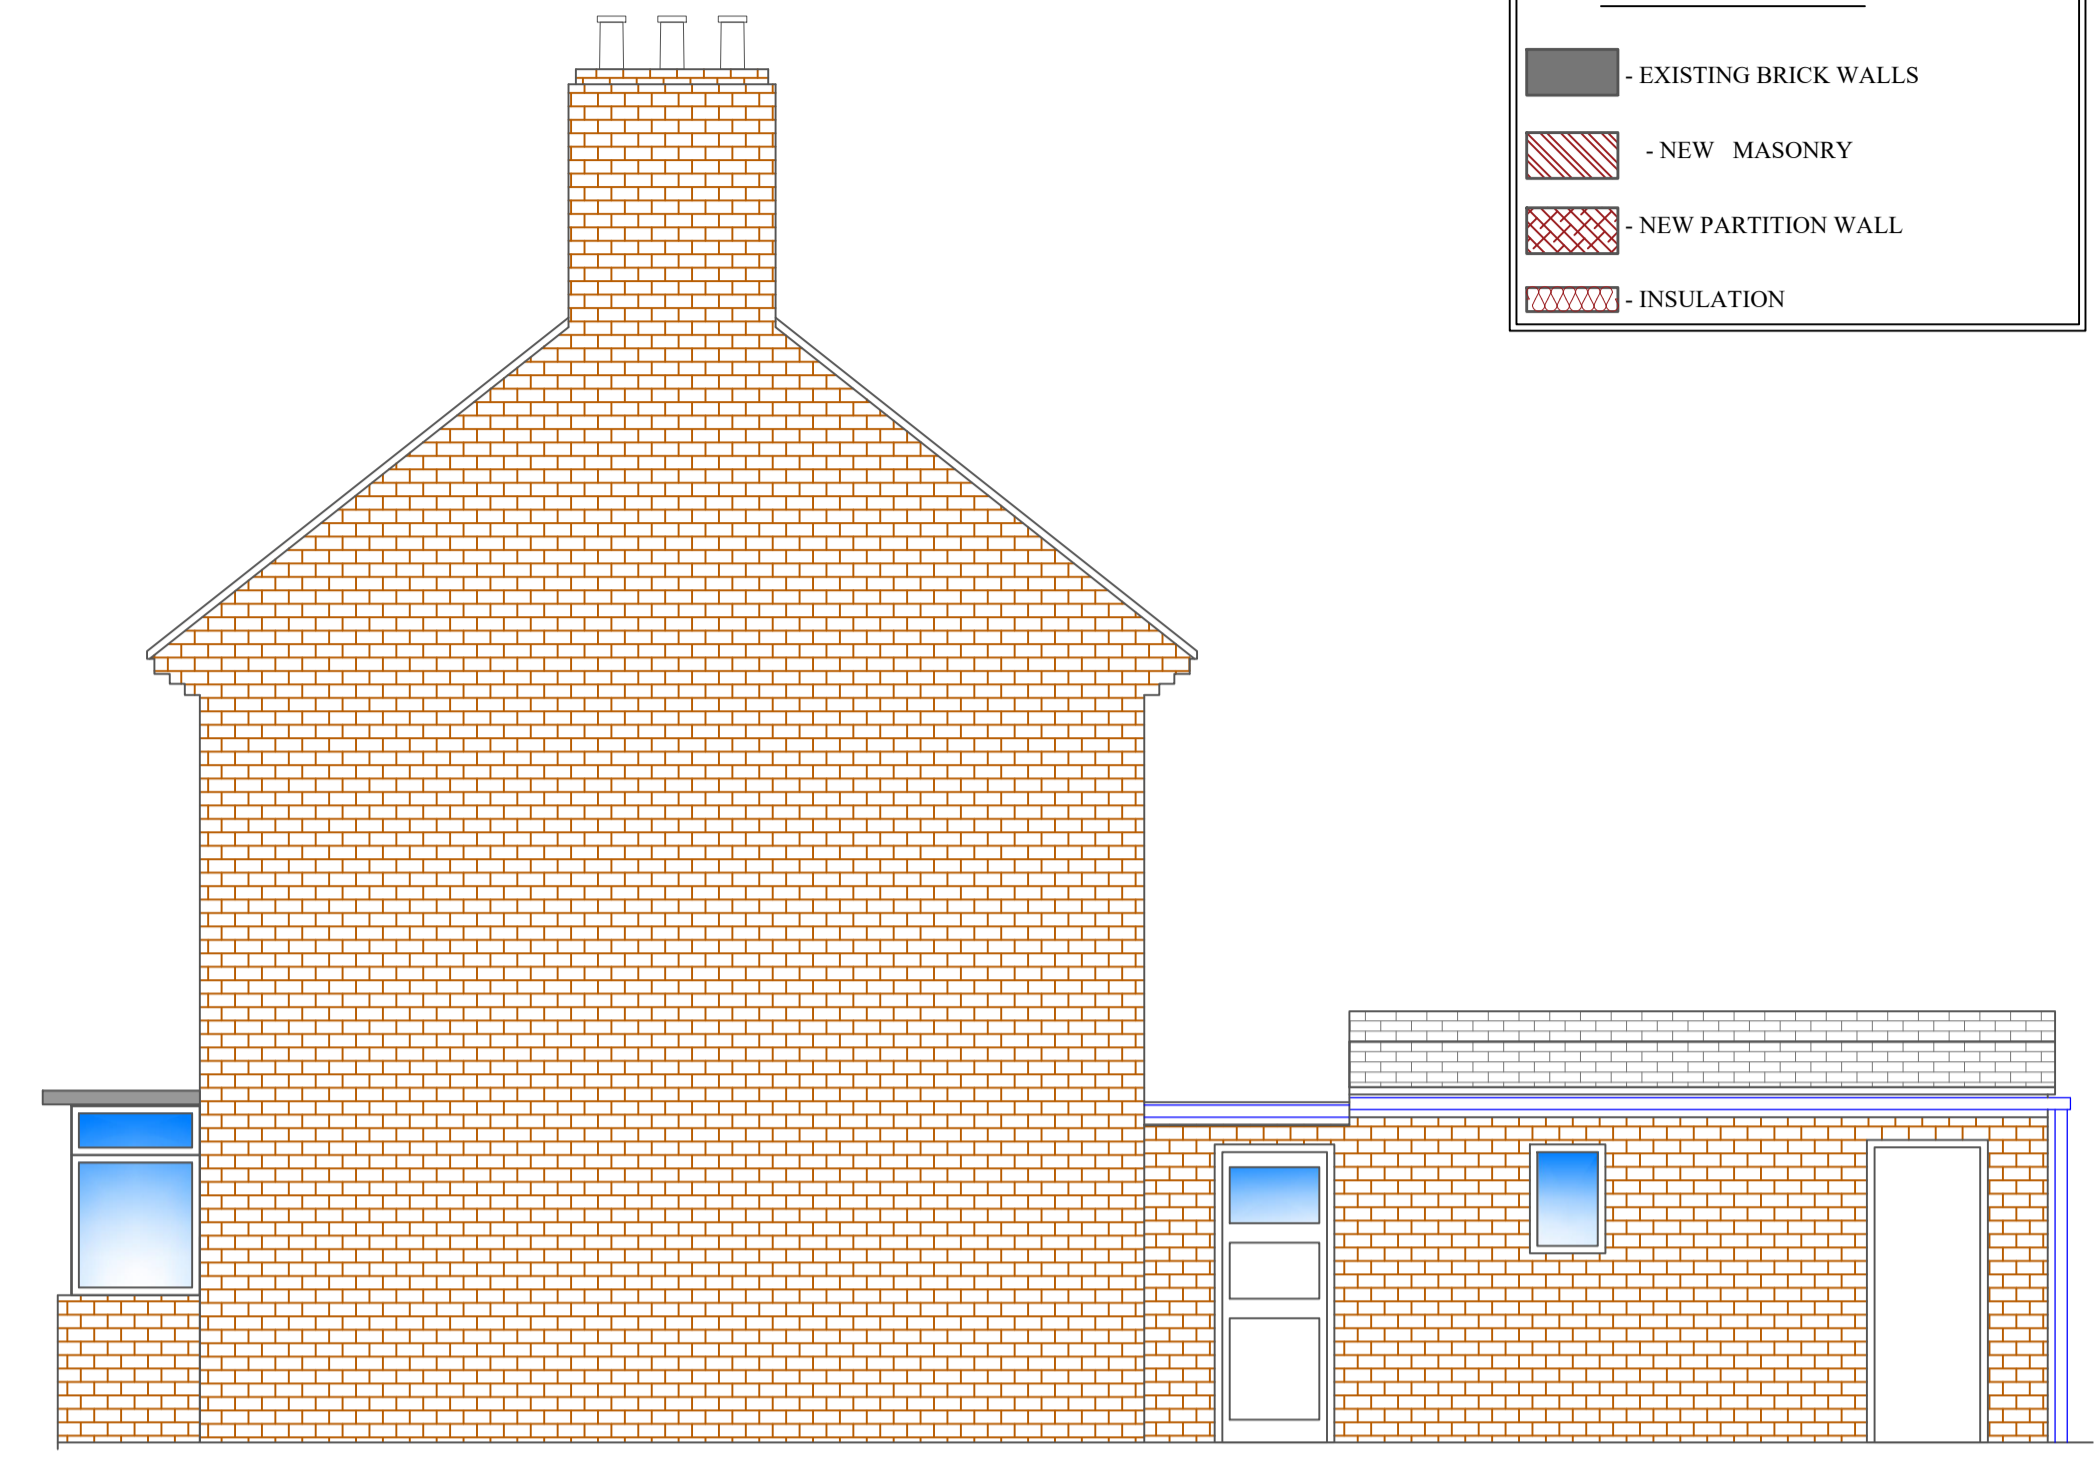 - EXISTING BRICK WALLS
- NEW MASONRY
- NEW PARTITION WALL
- INSULATION